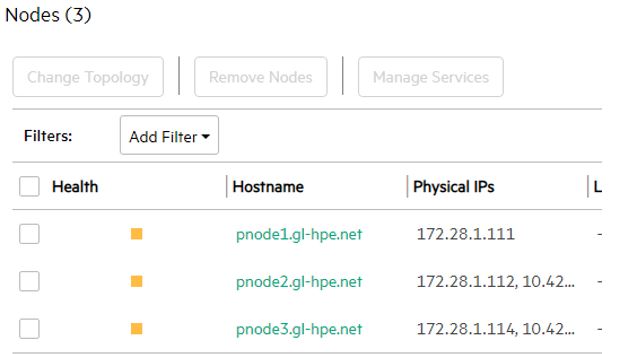 Nodes (3)
Change Topology Remove Nodes Manage Services
Filters: Add Filter
Health Hostname Physical IPs L
- pnode1.gl-hpe.net 172.28.1.111 -
pnode2.gl-hpe.net 172.28.1.112, 10.42... -
pnode3.gl-hpe.net 172.28.1.114, 10.42... -